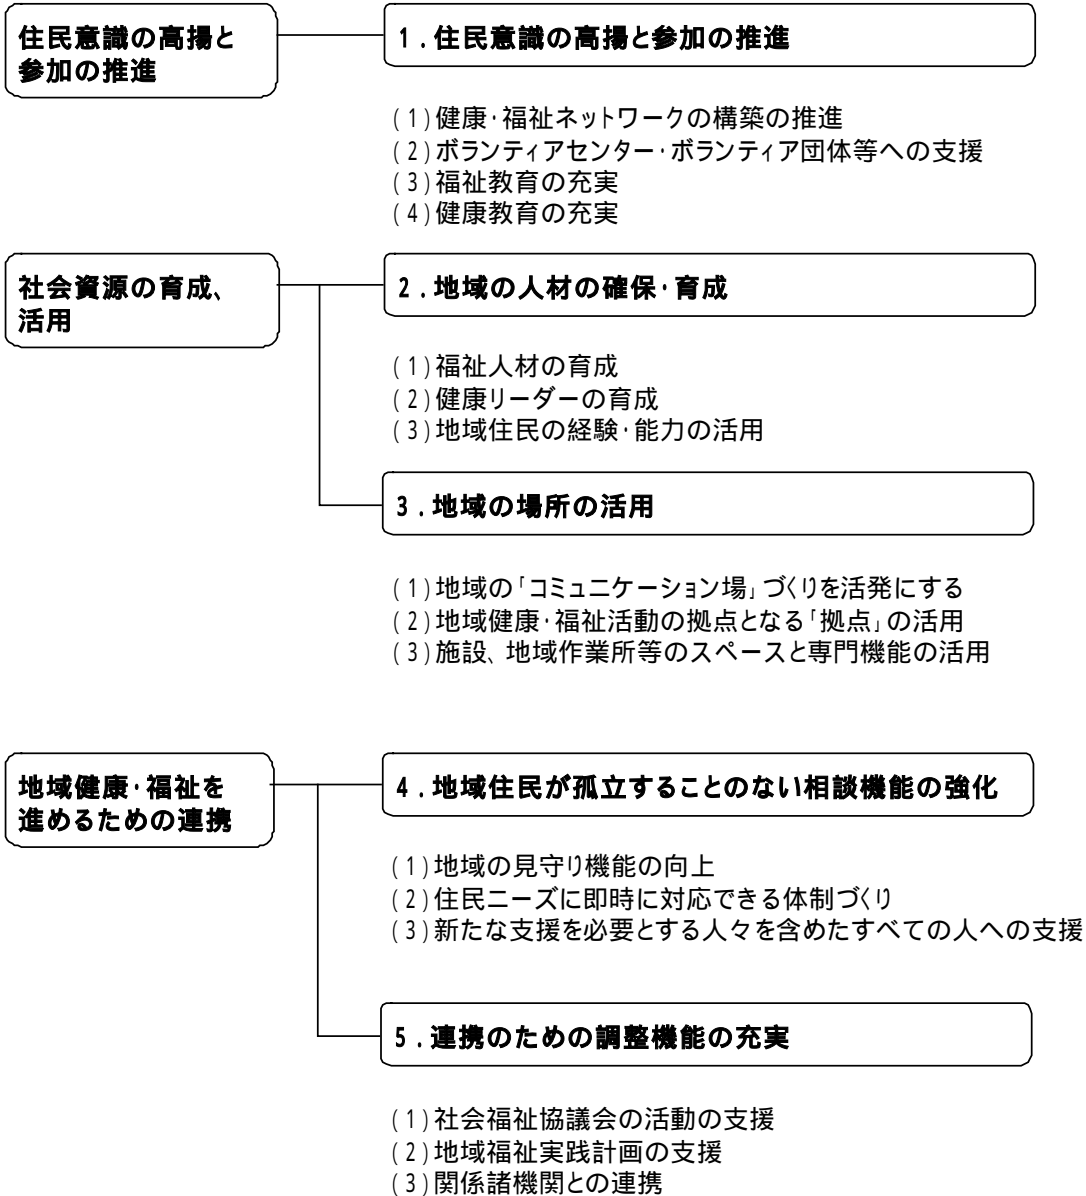 住民意識の高揚と
参加の推進
1.住民意識の高揚と参加の推進
(1)健康・福祉ネットワークの構築の推進
(2)ボランティアセンター・ボランティア団体等への支援
(3)福祉教育の充実
(4)健康教育の充実
社会資源の育成、
活用
2.地域の人材の確保・育成
(1)福祉人材の育成
(2)健康リーダーの育成
(3)地域住民の経験・能力の活用
3.地域の場所の活用
(1)地域の「コミュニケーション場」づくりを活発にする
(2)地域健康・福祉活動の拠点となる「拠点」の活用
(3)施設、地域作業所等のスペースと専門機能の活用
地域健康・福祉を
進めるための連携
4.地域住民が孤立することのない相談機能の強化
(1)地域の見守り機能の向上
(2)住民ニーズに即時に対応できる体制づくり
(3)新たな支援を必要とする人々を含めたすべての人への支援
5.連携のための調整機能の充実
(1)社会福祉協議会の活動の支援
(2)地域福祉実践計画の支援
(3)関係諸機関との連携